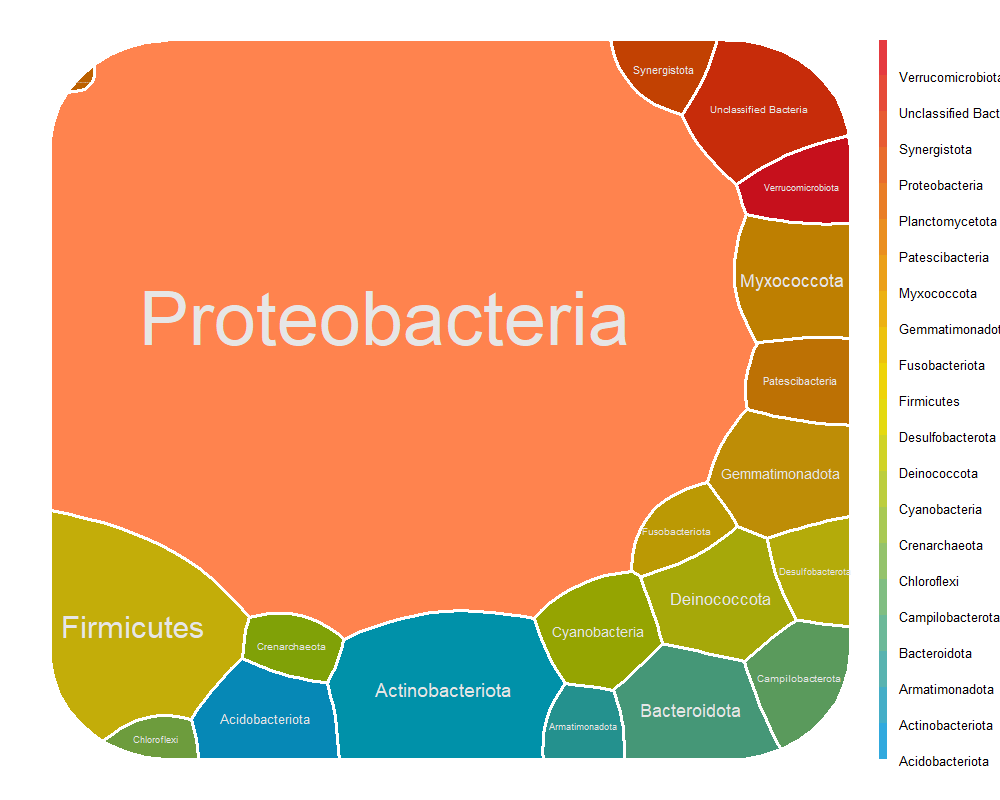 Synergistota
Unclassified Bacteria
Verrucomicrobiota
Myxococcota
Proteobacteria
Patescibacteria
Gemmatimonadota
Fusobacteriota
Desulfobacterota
Deinococcota
Firmicutes
Cyanobacteria
Crenarchaeota
Campilobacterota
Actinobacteriota
Bacteroidota
Acidobacteriota
Armatimonadota
Chloroflexi
Verrucomicrobiota
Unclassified Bact
Synergistota
Proteobacteria
Planctomycetota
Patescibacteria
Myxococcota
Gemmatimonadot
Fusobacteriota
Firmicutes
Desulfobacterota
Deinococcota
Cyanobacteria
Crenarchaeota
Chloroflexi
Campilobacterota
Bacteroidota
Armatimonadota
Actinobacteriota
Acidobacteriota